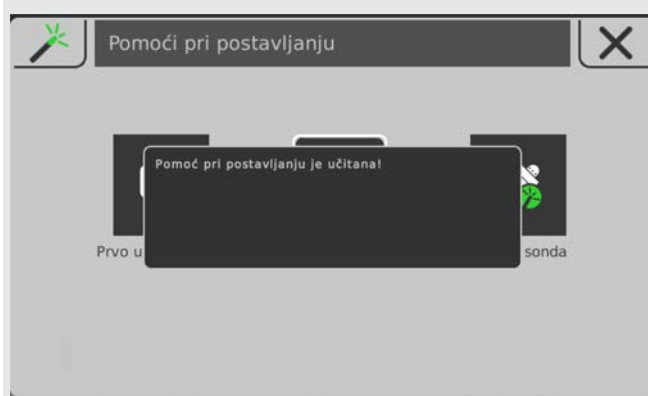 Pomoći pri postavljanju
Pomoć pri postavljanju je učitana!
Prvo u
sonda